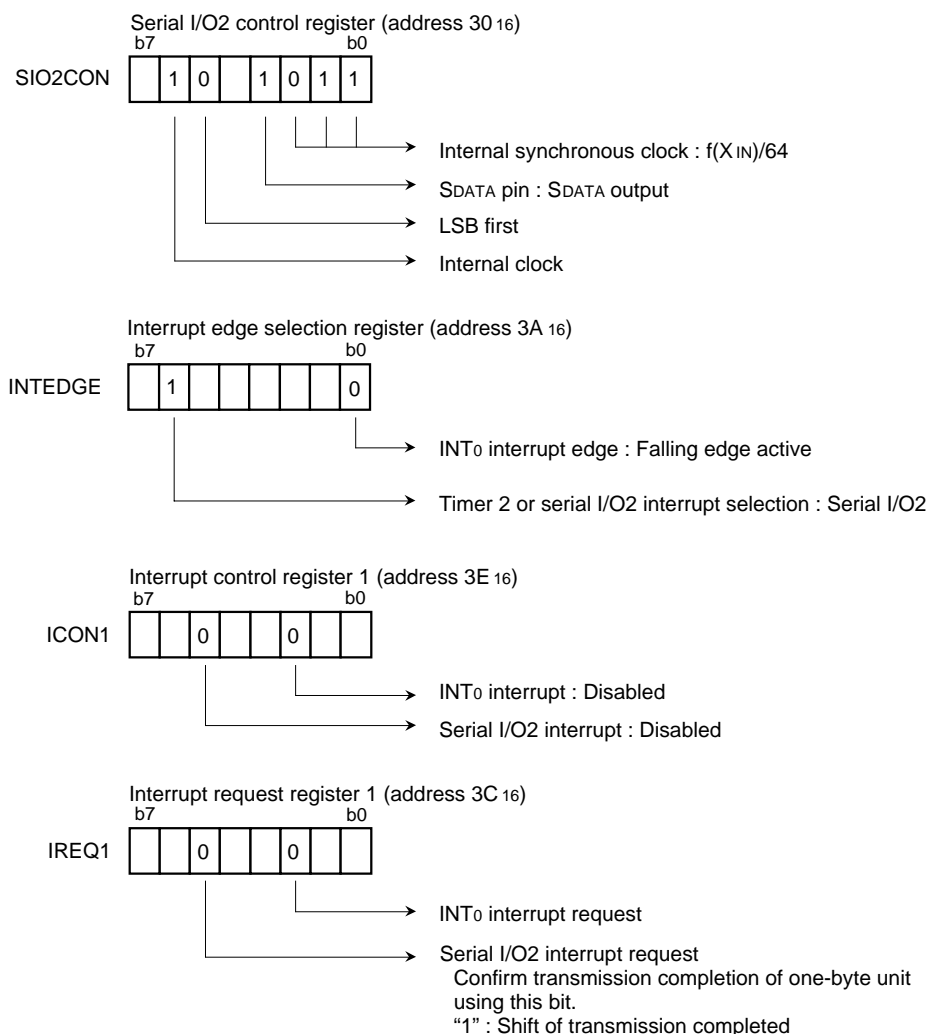 Serial I/O2 control register (address 30 16)
b7 b0
SIO2CON 1 0 1 0 1 1
Internal synchronous clock : f(XIN)/64
SDATA pin : SDATA output
LSB first
Internal clock
Interrupt edge selection register (address 3A 16)
b7 b0
INTEDGE 1 0
INT0 interrupt edge : Falling edge active
Timer 2 or serial I/O2 interrupt selection : Serial I/O2
Interrupt control register 1 (address 3E 16)
b7 b0
ICON1 0 0
INT0 interrupt : Disabled
Serial I/O2 interrupt : Disabled
Interrupt request register 1 (address 3C 16)
b7 b0
IREQ1 0 0
INT0 interrupt request
Serial I/O2 interrupt request
Confirm transmission completion of one-byte unit
using this bit.
“1” : Shift of transmission completed